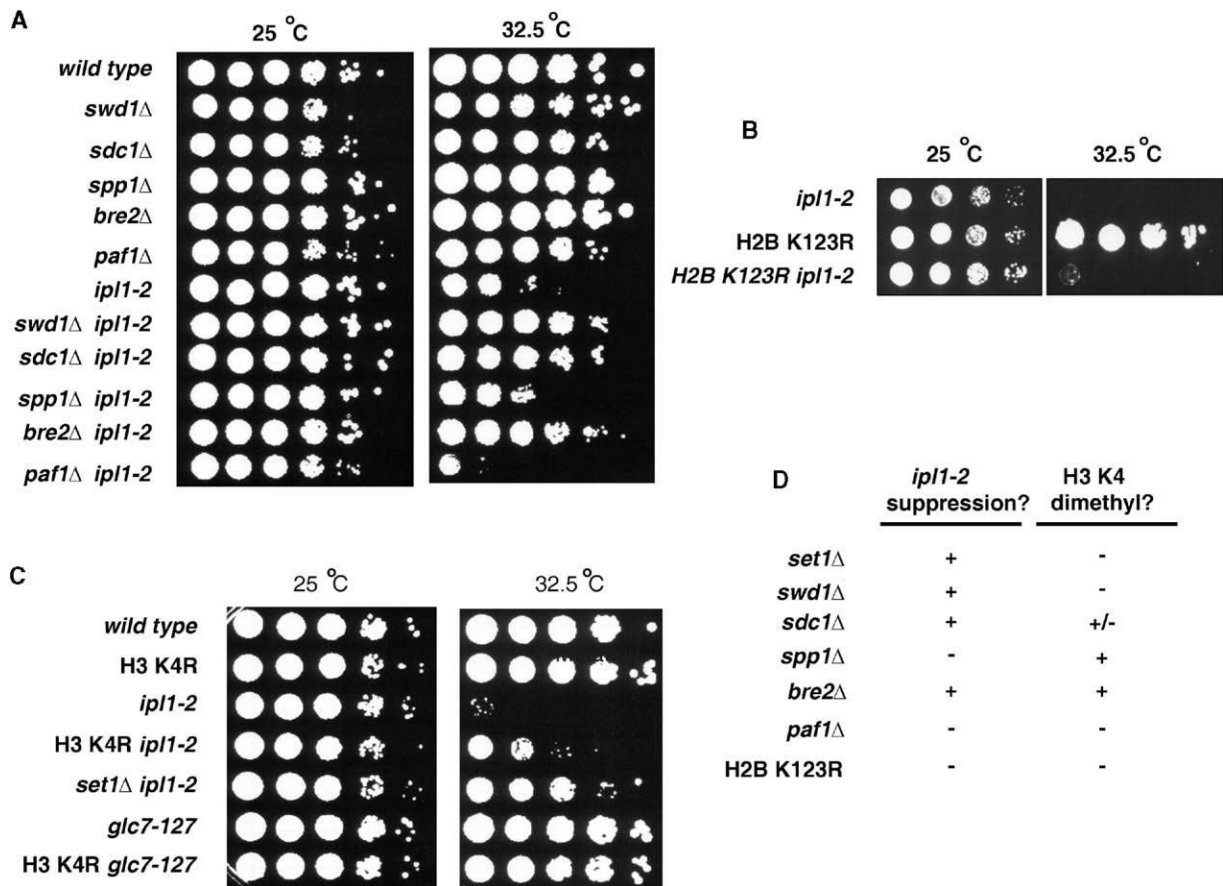 A
25 °C 32.5 °C
wild type
swd1Δ
sdc1Δ
spp1Δ
bre2Δ
paf1Δ
ipl1-2
swd1Δ ipl1-2
sdc1Δ ipl1-2
spp1Δ ipl1-2
bre2Δ ipl1-2
paf1Δ ipl1-2
B
25 °C 32.5 °C
ipl1-2
H2B K123R
H2B K123R ipl1-2
C
25 °C 32.5 °C
wild type
H3 K4R
ipl1-2
H3 K4R ipl1-2
set1Δ ipl1-2
glc7-127
H3 K4R glc7-127
D
ipl1-2 H3 K4
suppression? dimethyl?
set1Δ + -
swd1Δ + -
sdc1Δ + +/-
spp1Δ - +
bre2Δ + +
paf1Δ - -
H2B K123R - -